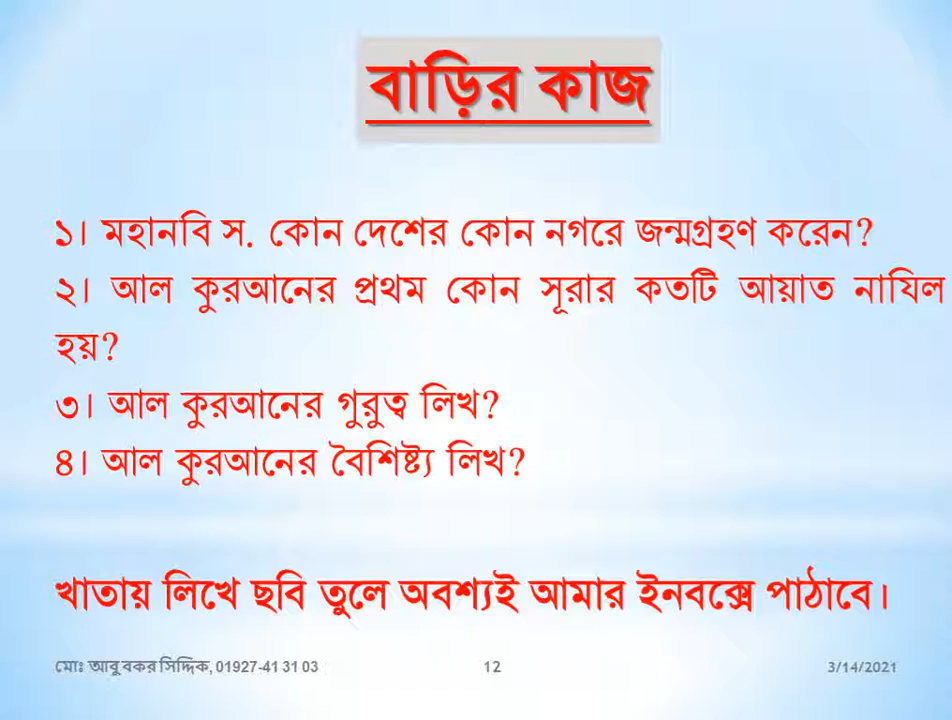 বাড়ির কাজ
১। মহানবি স. কোন দেশের কোন নগরে জন্মগ্রহণ করেন?
২। আল কুরআনের প্রথম কোন সূরার কতটি আয়াত নাযিল
হয়?
৩। আল কুরআনের গুরুত্ব লিখ?
৪। আল কুরআনের বৈশিষ্ট্য লিখ?
খাতায় লিখে ছবি তুলে অবশ্যই আমার ইনবক্সে পাঠাবে।
মোঃ আবু বকর সিদ্দিক, 01927-41 31 03 12 3/14/2021